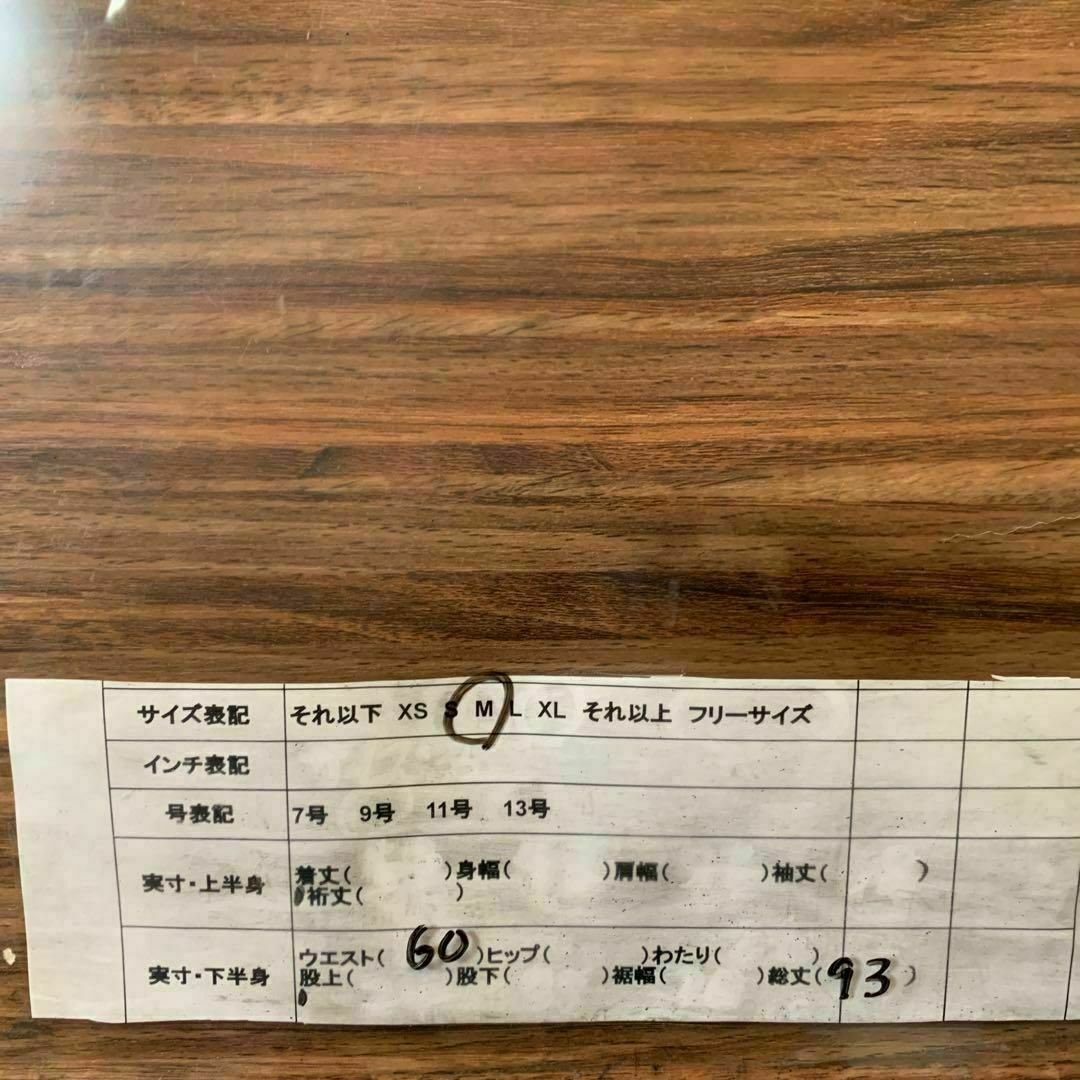 サイズ表記 それ以下 XS S M L XL それ以上 フリーサイズ
インチ表記
号表記 7号 9号 11号 13号
実寸・上半身 着丈( )身幅( )肩幅( )袖丈( )
裄丈( )
実寸・下半身 ウエスト( 60 )ヒップ( )わたり( )
股上( )股下( )裾幅( )総丈( 93 )